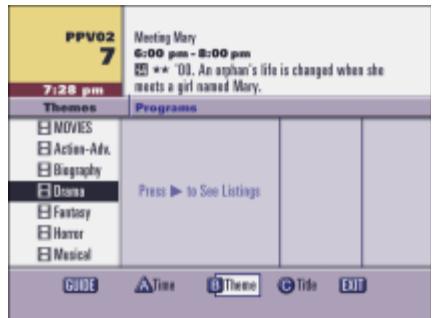 PPV02
7
7:28 pm
Meeting Mary
6:00 pm - 8:00 pm
★★ '00. An orphan's life is changed when she
meets a girl named Mary.
Themes
Programs
MOVIES
Action-Adv.
Biography
Drama
Fantasy
Horror
Musical
Press ▶ to See Listings
GUIDE A Time B Theme C Title EXIT